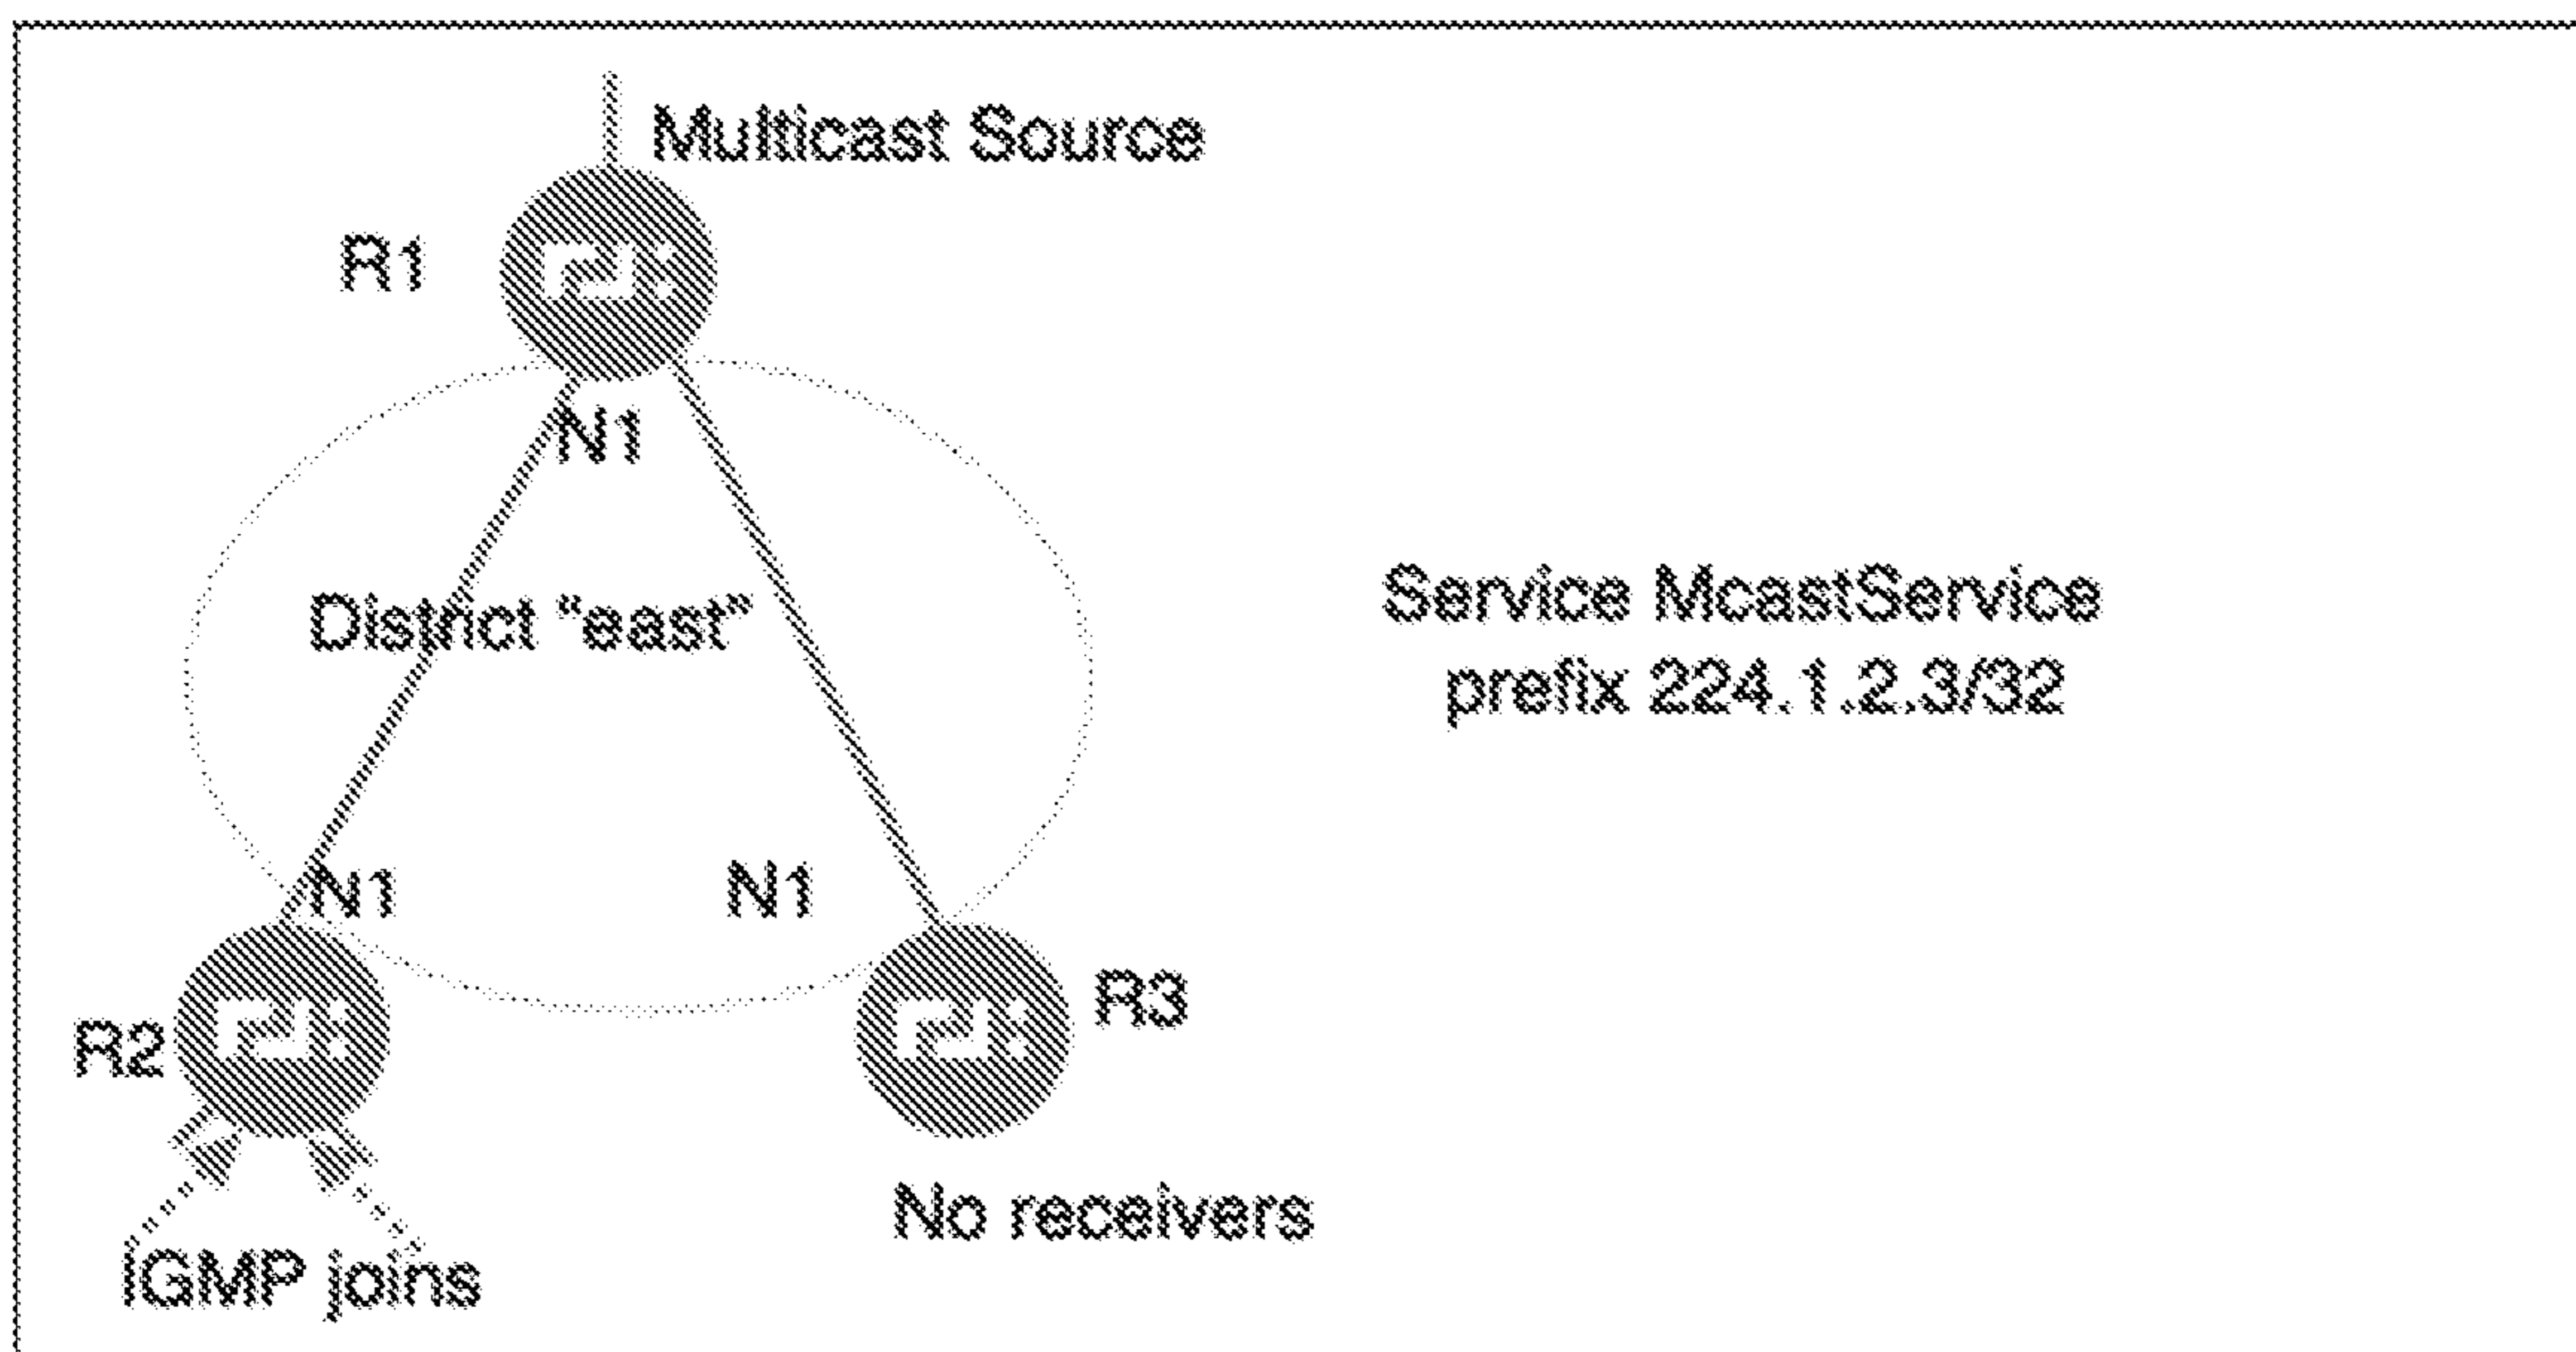 Multicast Source
R1
N1
District “east”
Service McastService
prefix 224.1.2.3/32
N1
N1
R2
R3
No receivers
IGMP joins